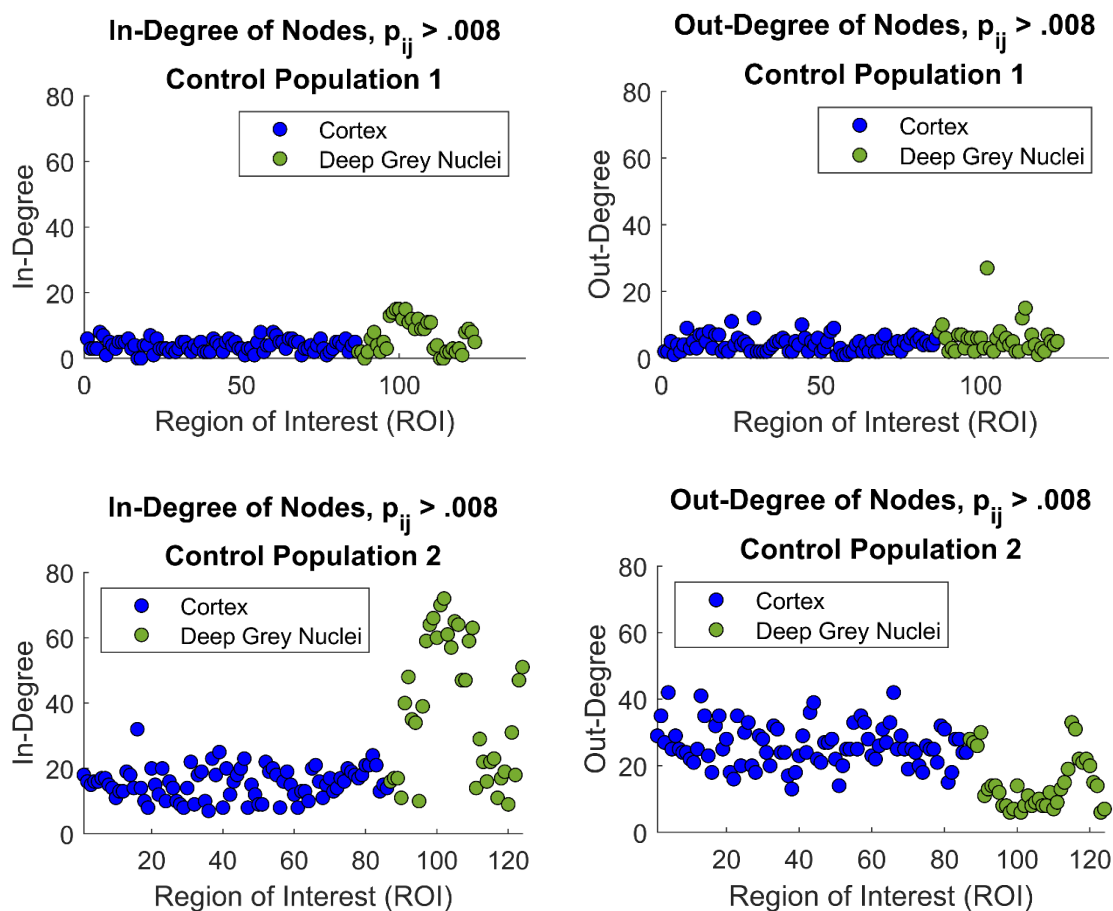 In-Degree of Nodes, p_ij > .008
Control Population 1
80
60
40
20
0
In-Degree
Cortex
Deep Grey Nuclei
0 50 100
Region of Interest (ROI)
Out-Degree of Nodes, p_ij > .008
Control Population 1
80
60
40
20
0
Out-Degree
Cortex
Deep Grey Nuclei
0 50 100
Region of Interest (ROI)
In-Degree of Nodes, p_ij > .008
Control Population 2
80
60
40
20
0
In-Degree
Cortex
Deep Grey Nuclei
20 40 60 80 100 120
Region of Interest (ROI)
Out-Degree of Nodes, p_ij > .008
Control Population 2
80
60
40
20
0
Out-Degree
Cortex
Deep Grey Nuclei
20 40 60 80 100 120
Region of Interest (ROI)